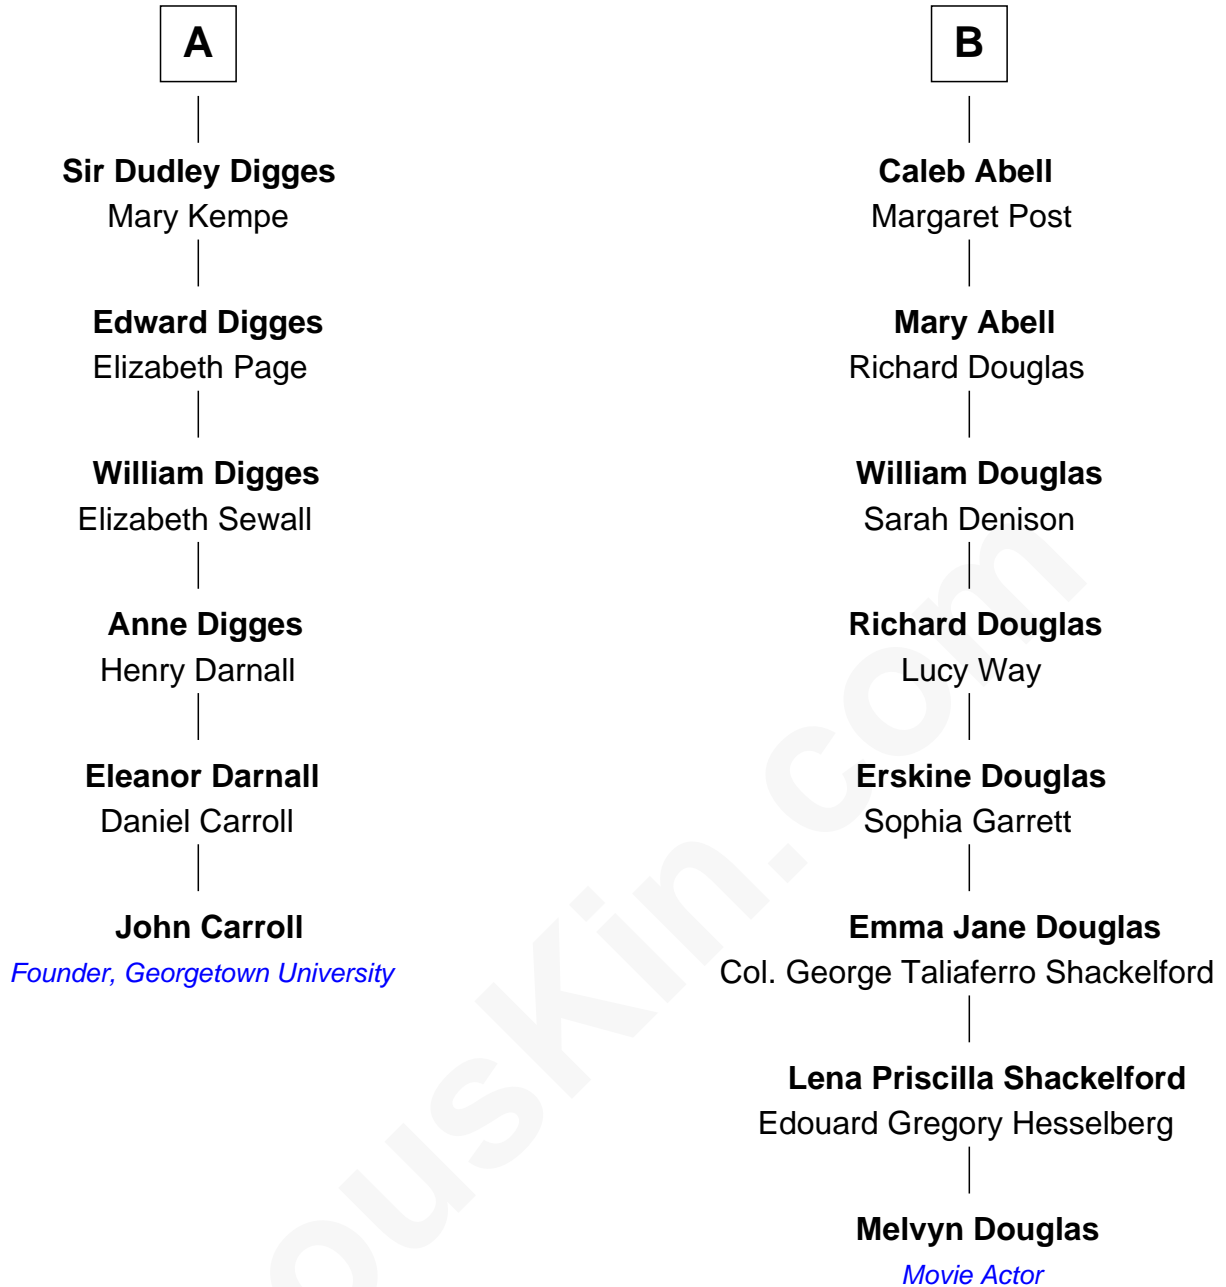 A
Sir Dudley Digges
Mary Kempe
Edward Digges
Elizabeth Page
William Digges
Elizabeth Sewall
Anne Digges
Henry Darnall
Eleanor Darnall
Daniel Carroll
John Carroll
Founder, Georgetown University
B
Caleb Abell
Margaret Post
Mary Abell
Richard Douglas
William Douglas
Sarah Denison
Richard Douglas
Lucy Way
Erskine Douglas
Sophia Garrett
Emma Jane Douglas
Col. George Taliaferro Shackelford
Lena Priscilla Shackelford
Edouard Gregory Hesselberg
Melvyn Douglas
Movie Actor
ousKin.com